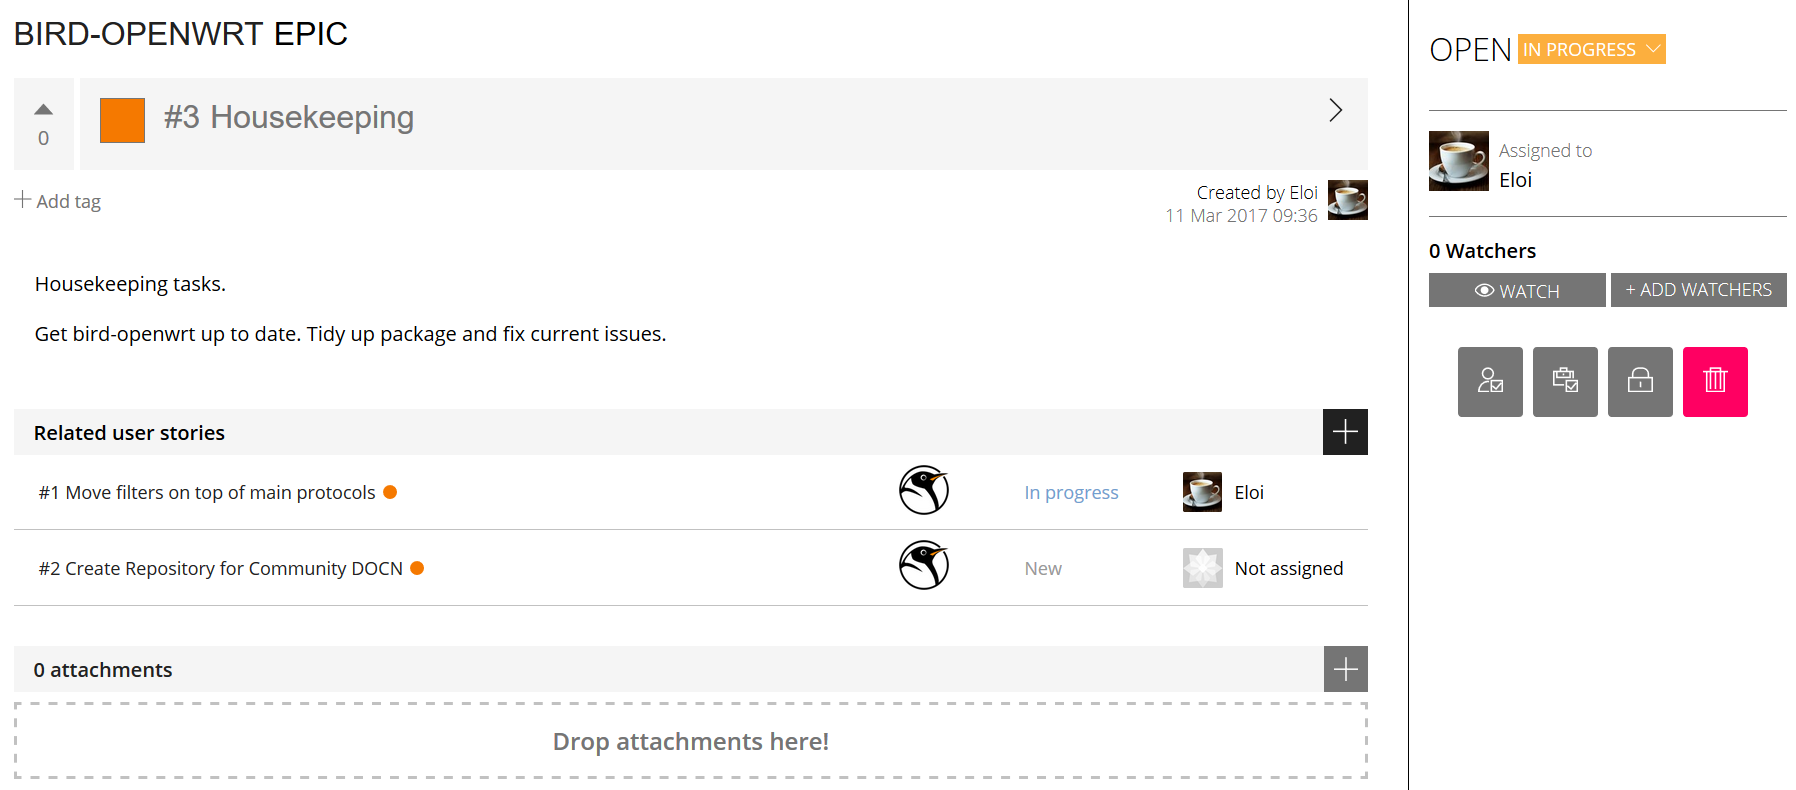 BIRD-OPENWRT EPIC
0
#3 Housekeeping
Add tag
Created by Eloi
11 Mar 2017 09:36
Housekeeping tasks.
Get bird-openwrt up to date. Tidy up package and fix current issues.
Related user stories
#1 Move filters on top of main protocols
In progress
Eloi
#2 Create Repository for Community DOCN
New
Not assigned
0 attachments
Drop attachments here!
OPEN IN PROGRESS
Assigned to
Eloi
0 Watchers
WATCH
+ ADD WATCHERS